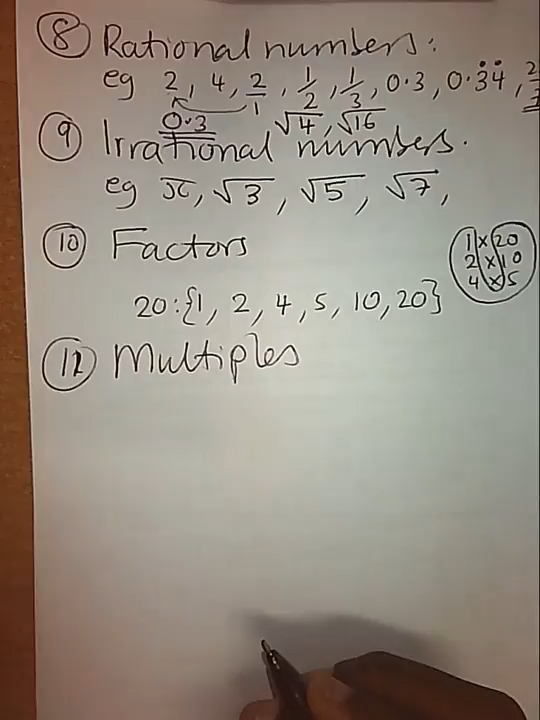 ⑧ Rational numbers:
eg 2, 4, 2/1, 1/2, 1/3, 0·3, 0·3̇4̇,
0·3 √4, √16
⑨ Irrational numbers.
eg π, √3, √5, √7,
⑩ Factors
1 x 20
2 x 10
4 x 5
20:{1, 2, 4, 5, 10, 20}
⑫ Multiples